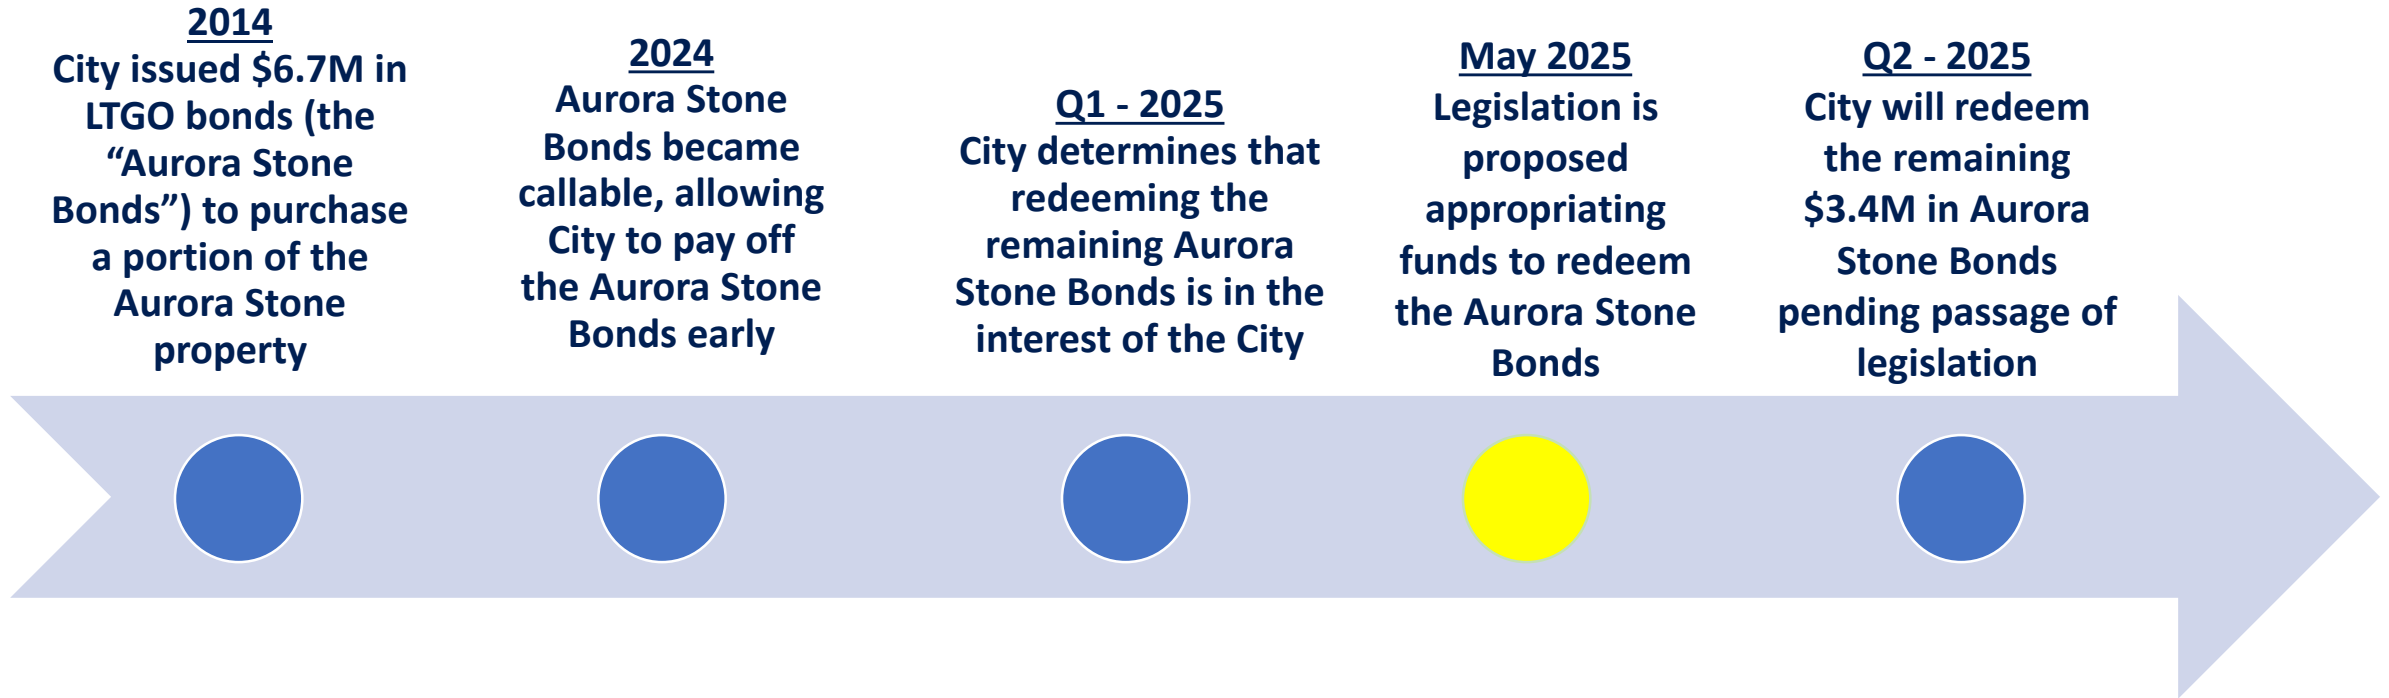 2014
City issued $6.7M in
LTGO bonds (the
“Aurora Stone
Bonds”) to purchase
a portion of the
Aurora Stone
property
2024
Aurora Stone
Bonds became
callable, allowing
City to pay off
the Aurora Stone
Bonds early
Q1 - 2025
City determines that
redeeming the
remaining Aurora
Stone Bonds is in the
interest of the City
May 2025
Legislation is
proposed
appropriating
funds to redeem
the Aurora Stone
Bonds
Q2 - 2025
City will redeem
the remaining
$3.4M in Aurora
Stone Bonds
pending passage of
legislation